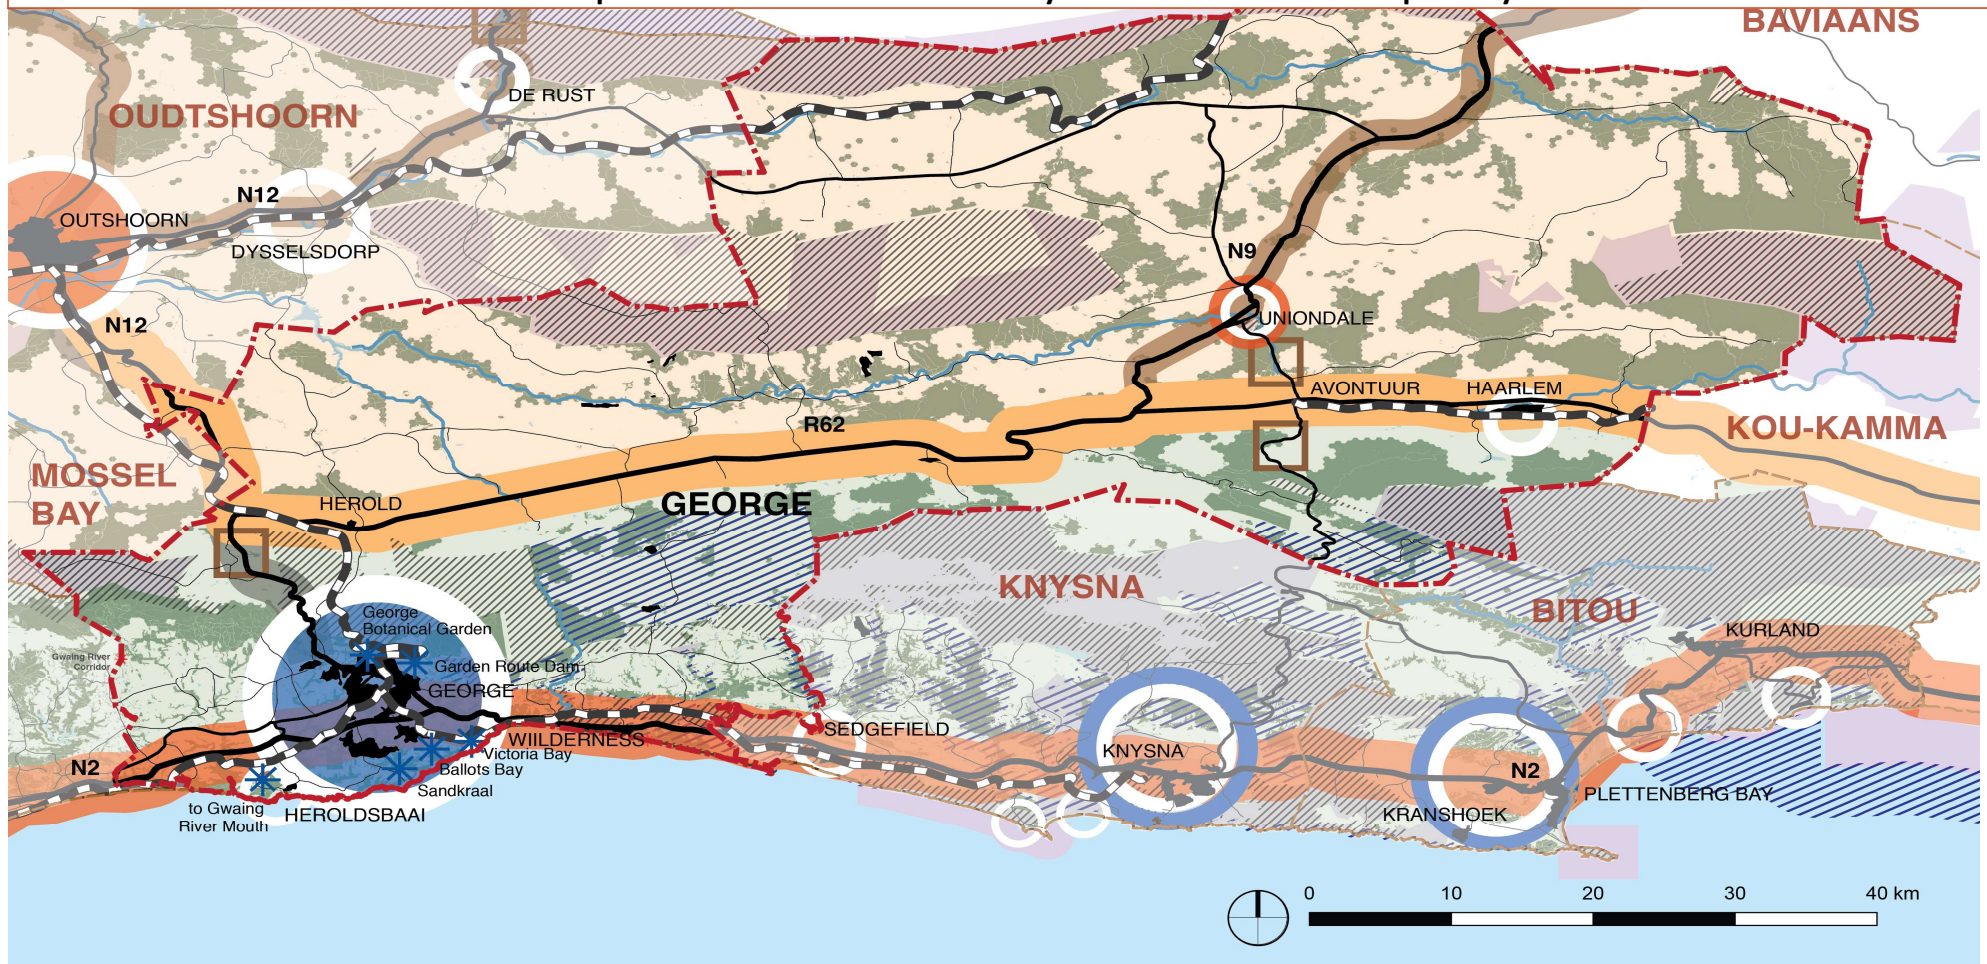 BAVIAANS
DE RUST
OUDTSHOORN
N12
OUTSHOORN
DYSSELSDORP
N9
UNIONDALE
N12
AVONTUUR
HAARLEM
R62
KOU-KAMMA
MOSSEL
BAY
HEROLD
GEORGE
KNYSNA
BITOU
George
Botanical Garden
KURLAND
Gwaing River
Corridor
Garden Route Dam
GEORGE
SEDGEFIELD
WIILDERNESS
Victoria Bay
KNYSNA
N2
Ballots Bay
N2
Sandkraal
PLETTENBERG BAY
to Gwaing
River Mouth
HEROLDSBAAI
KRANSHOEK
0 10 20 30 40 km